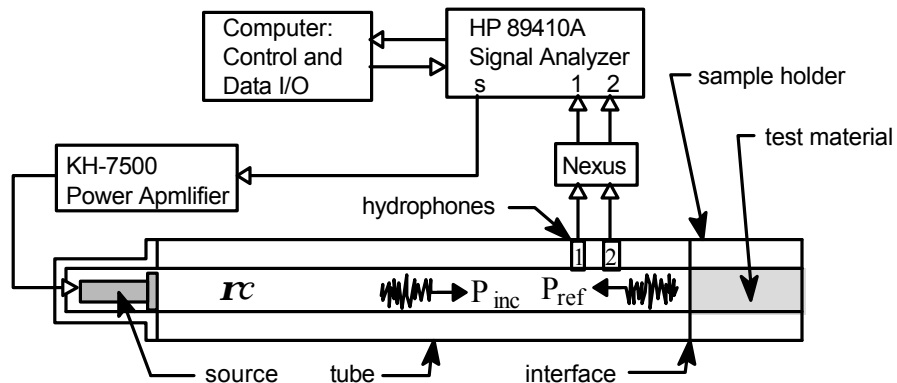 Computer:
Control and
Data I/O
HP 89410A
Signal Analyzer
s 1 2
sample holder
test material
KH-7500
Power Apmlifier
Nexus
hydrophones
1 2
rc
P inc
P ref
source
tube
interface